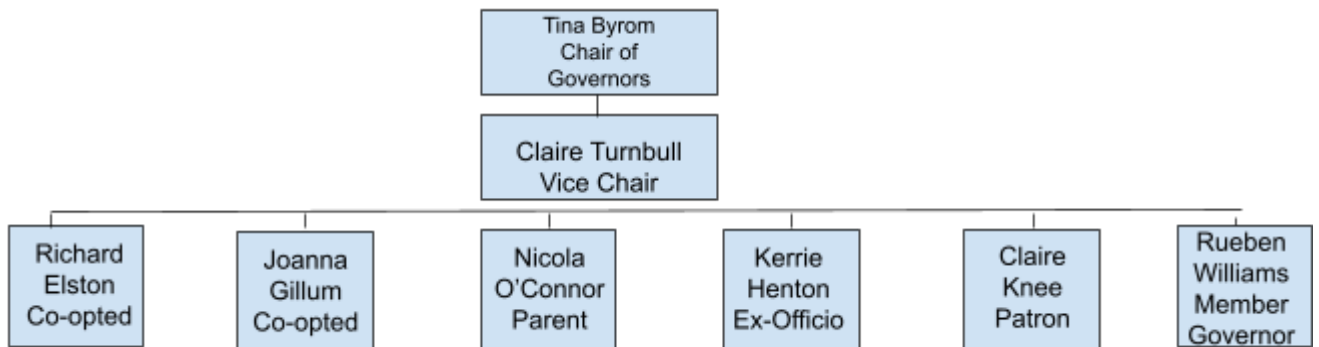 Tina Byrom
Chair of
Governors
Claire Turnbull
Vice Chair
Richard
Elston
Co-opted
Joanna
Gillum
Co-opted
Nicola
O'Connor
Parent
Kerrie
Henton
Ex-Officio
Claire
Knee
Patron
Rueben
Williams
Member
Governor